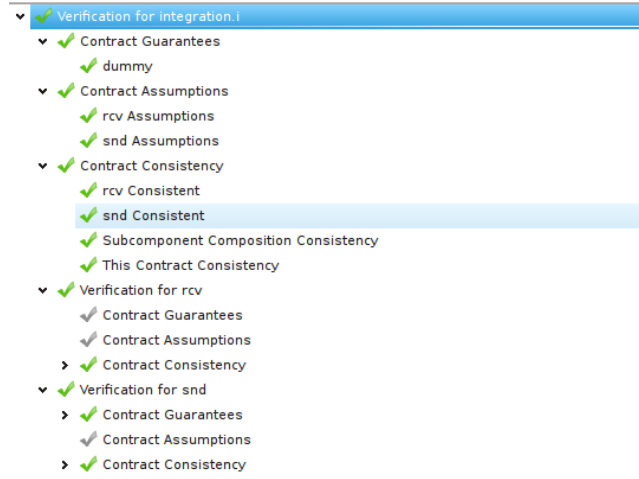 Verification for integration.i
Contract Guarantees
dummy
Contract Assumptions
rcv Assumptions
snd Assumptions
Contract Consistency
rcv Consistent
snd Consistent
Subcomponent Composition Consistency
This Contract Consistency
Verification for rcv
Contract Guarantees
Contract Assumptions
Contract Consistency
Verification for snd
Contract Guarantees
Contract Assumptions
Contract Consistency